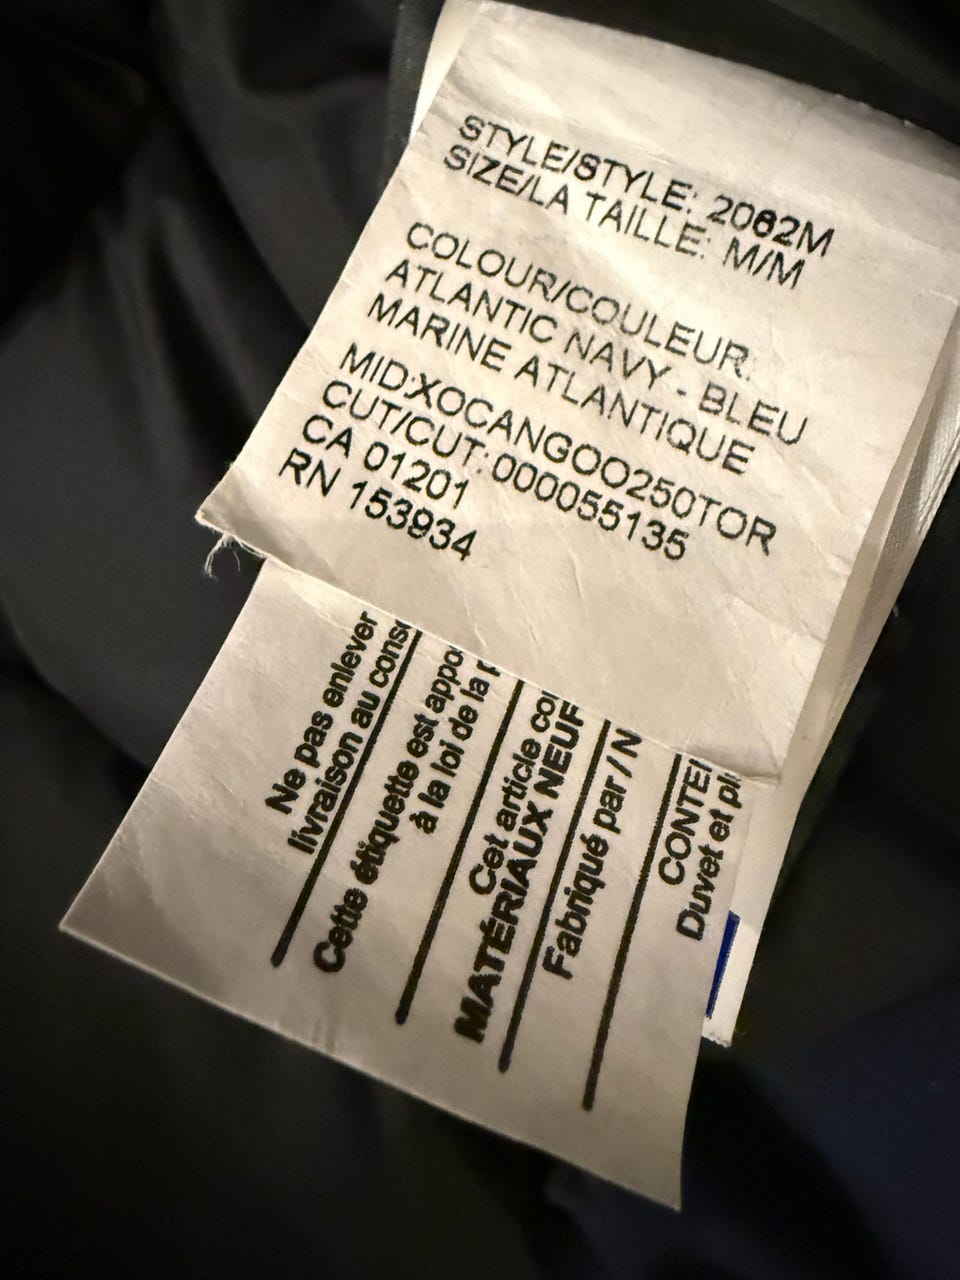 STYLE/STYLE: 2062M
SIZE/LA TAILLE: M/M
COLOUR/COULEUR:
ATLANTIC NAVY - BLEU
MARINE ATLANTIQUE
MID:XOCANGOO250TOR
CUT/CUT: 000055135
CA 01201
RN 153934
Ne pas enlever
livraison au
Cette étiquette est
à la loi de la
Cet article
MATÉRIAUX NEUF
Fabriqué par / N
Duvet et